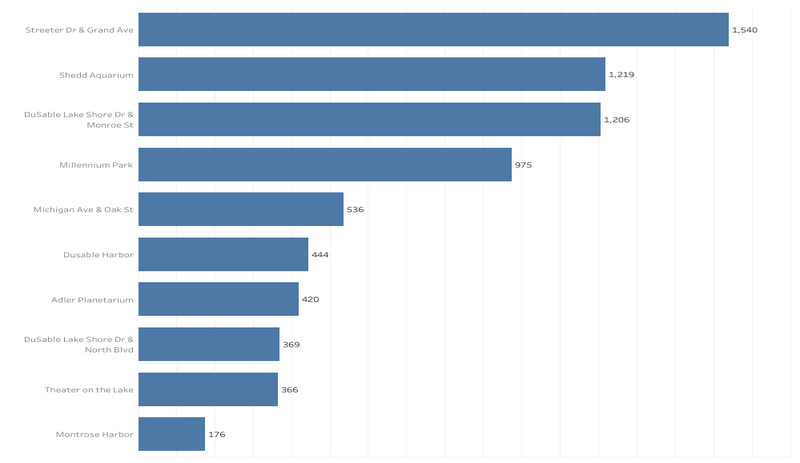 Streeter Dr & Grand Ave 1,540
Shedd Aquarium 1,219
DuSable Lake Shore Dr &
Monroe St 1,206
Millennium Park 975
Michigan Ave & Oak St 536
Dusable Harbor 444
Adler Planetarium 420
DuSable Lake Shore Dr &
North Blvd 369
Theater on the Lake 366
Montrose Harbor 176